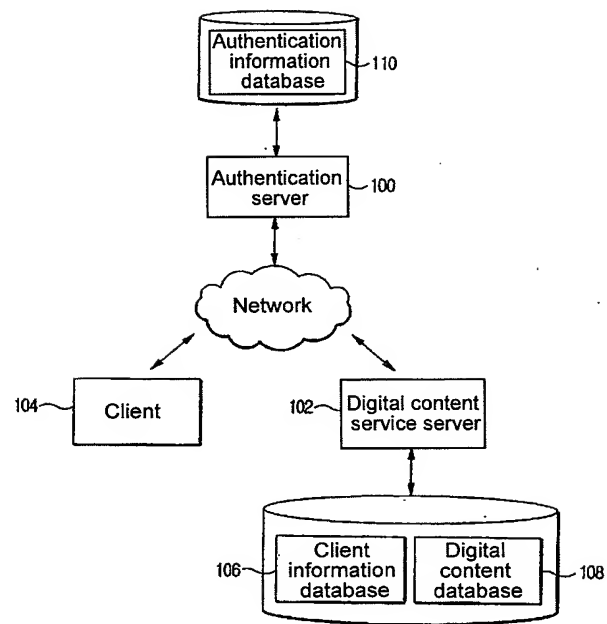 Authentication
information
database
110
Authentication
server
100
Network
104
Client
102
Digital content
service server
106
Client
information
database
Digital
content
database
108